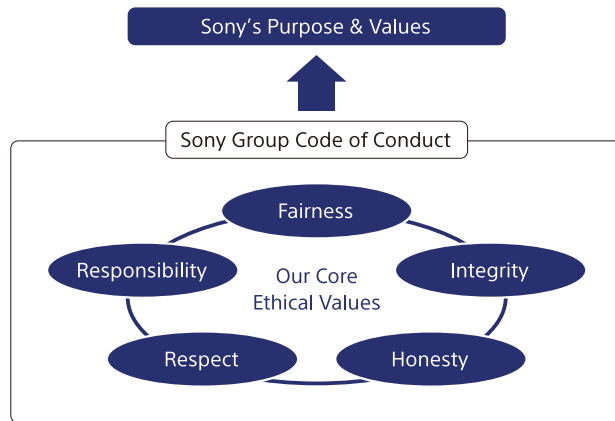 Sony’s Purpose & Values
Sony Group Code of Conduct
Fairness
Responsibility
Integrity
Our Core
Ethical Values
Respect
Honesty